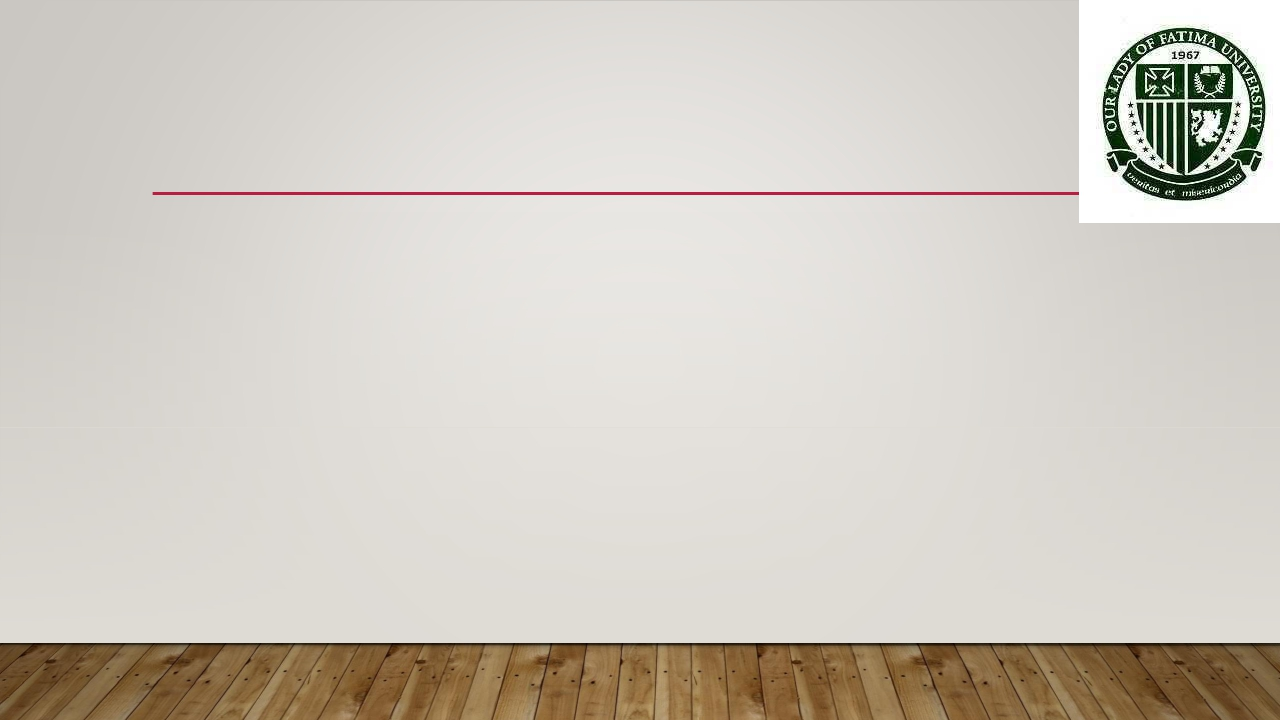 OUR LADY OF FATIMA UNIVERSITY
1967
veritas et misericordia